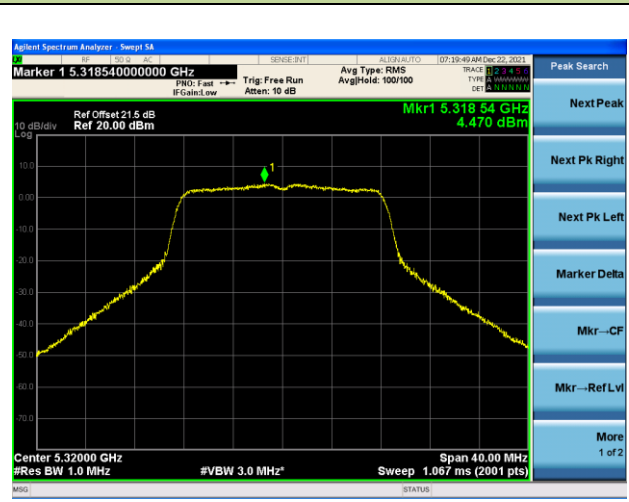 Agilent Spectrum Analyzer - Swept SA
RF 50 Ω AC SENSE:INT ALIGNAUTO 07:19:49 AM Dec 22, 2021
Marker 1 5.318540000000 GHz
PNO: Fast
IFGain:Low
Trig: Free Run
Atten: 10 dB
Avg Type: RMS
Avg|Hold: 100/100
TRACE 1 2 3 4 5 6
TYPE A WWWWW
DET A N N N N N
Peak Search
Ref Offset 21.5 dB
10 dB/div Ref 20.00 dBm
Log
Mkr1 5.318 54 GHz
4.470 dBm
1
10.0
0.00
-10.0
-20.0
-30.0
-40.0
-50.0
-60.0
-70.0
Center 5.32000 GHz
Span 40.00 MHz
#Res BW 1.0 MHz
#VBW 3.0 MHz*
Sweep 1.067 ms (2001 pts)
MSG
STATUS
Next Peak
Next Pk Right
Next Pk Left
Marker Delta
Mkr→CF
Mkr→Ref Lvl
More
1 of 2